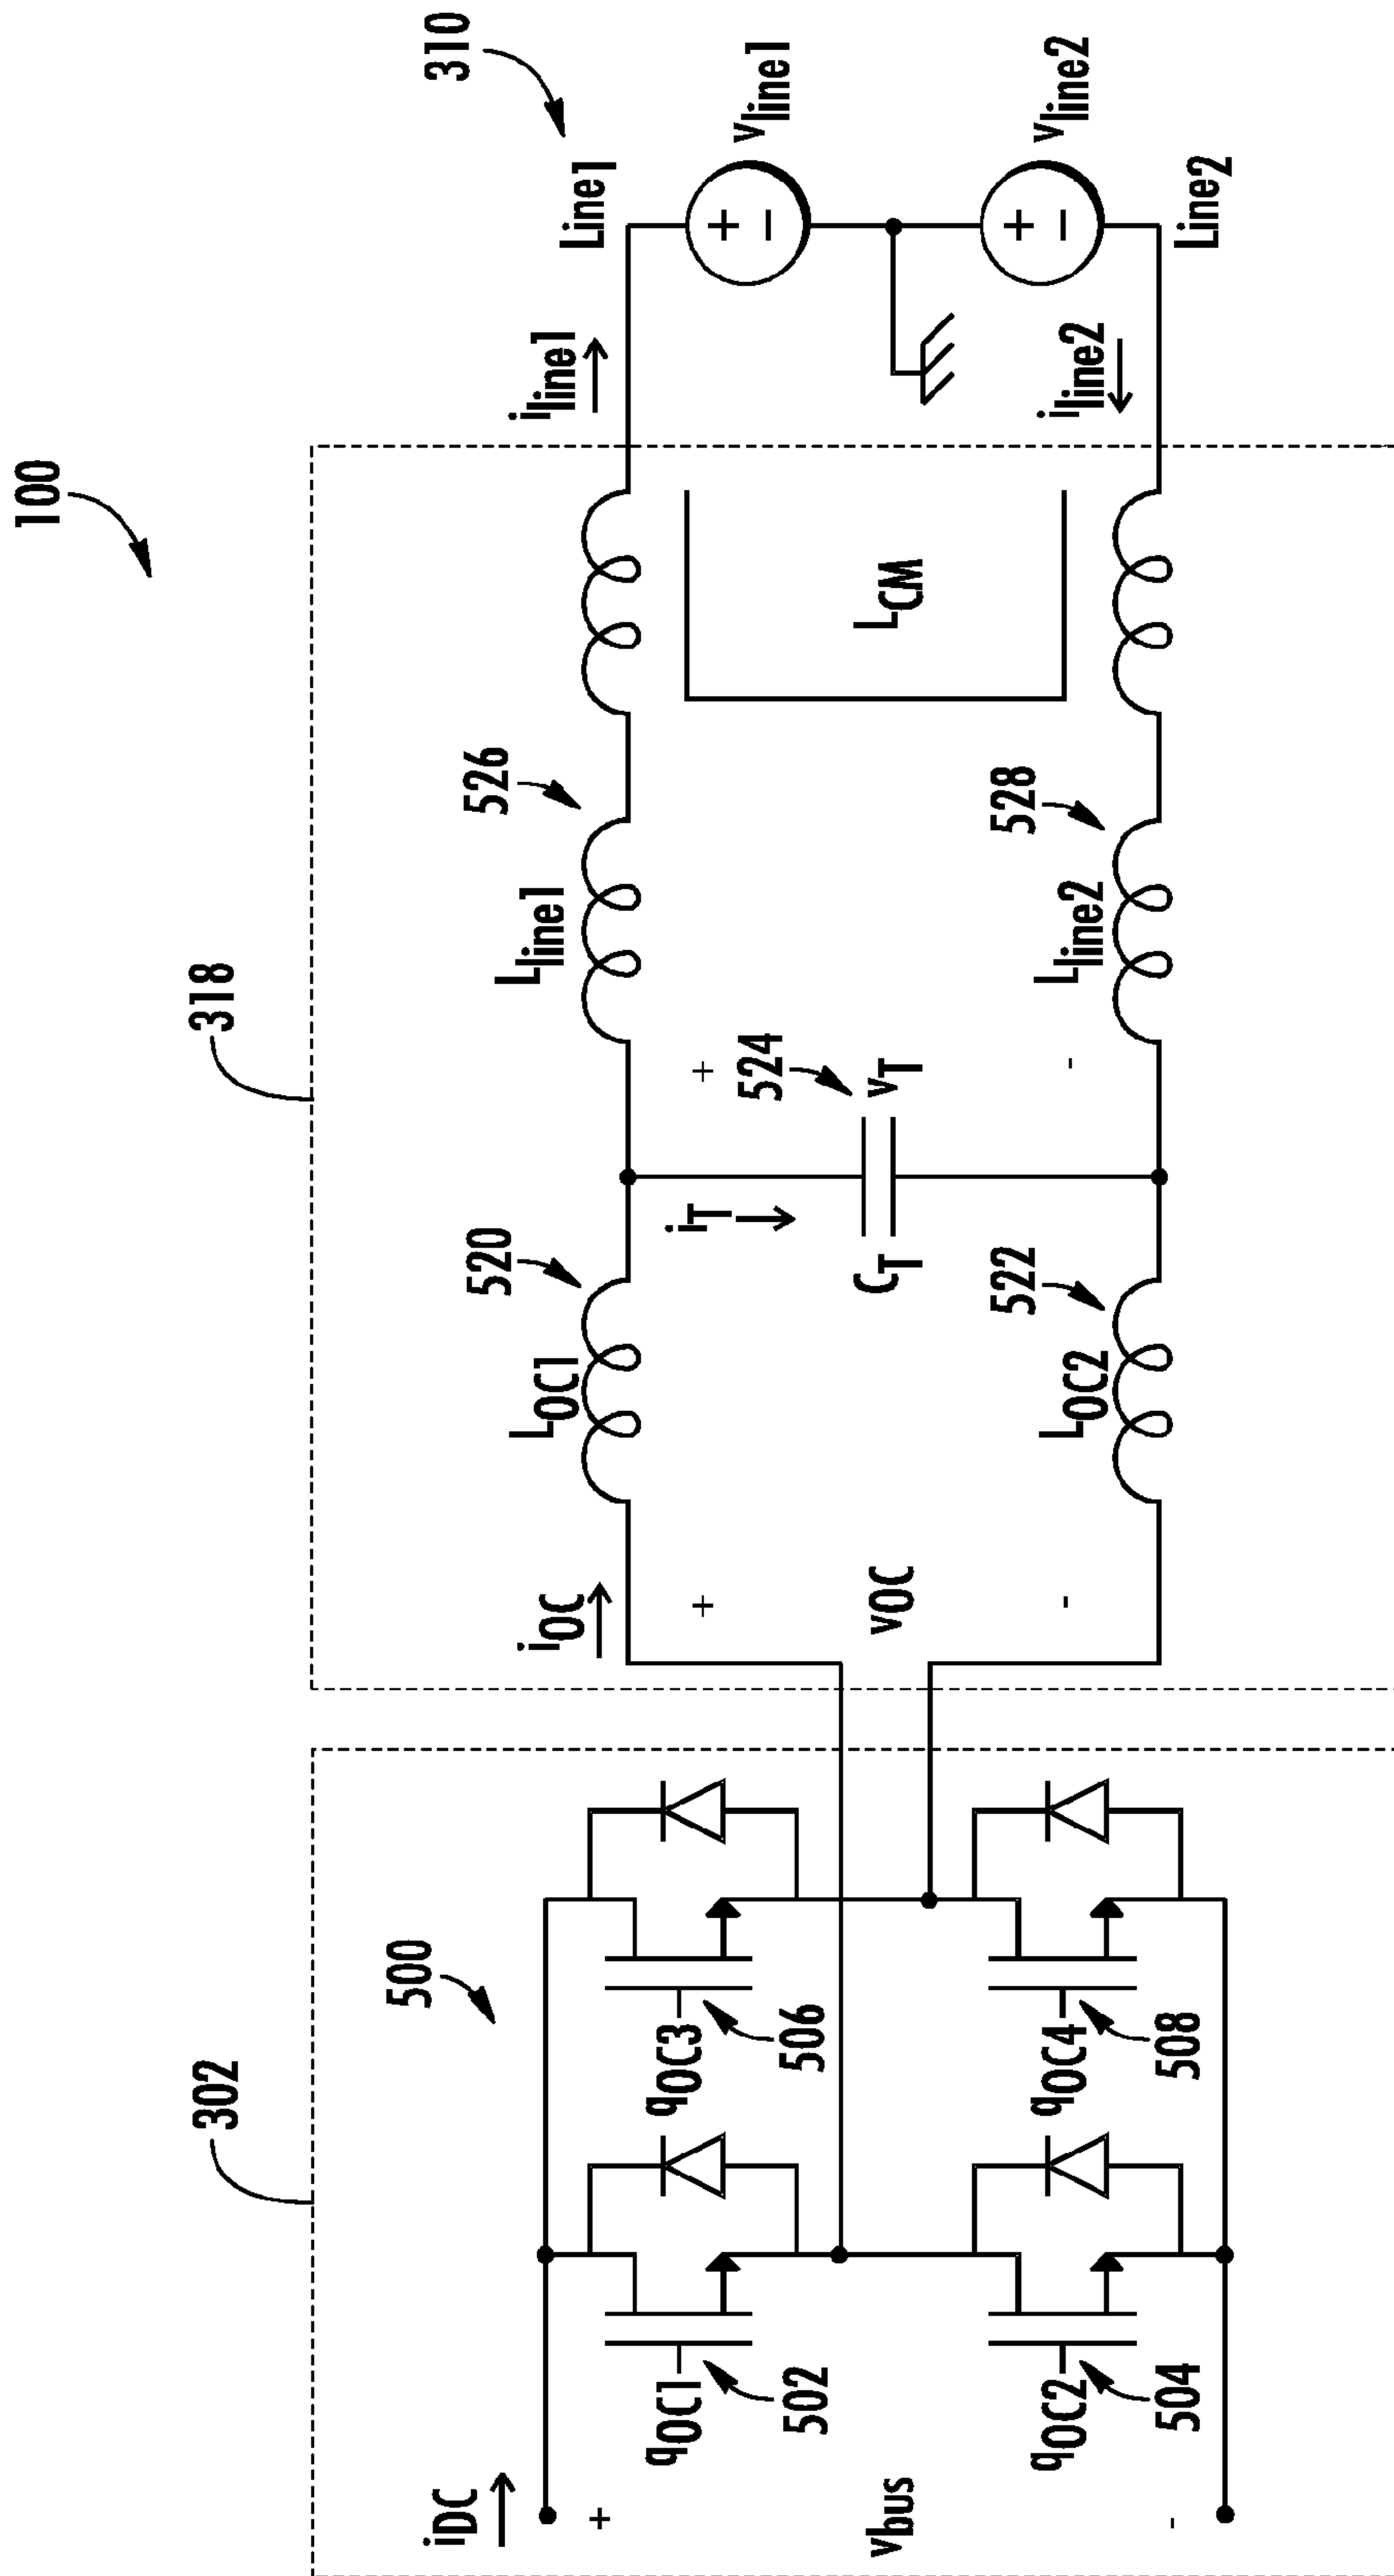 100
318
302
310
500
iDC
+
vbus
-
qOC1
502
qOC2
504
qOC3
506
qOC4
508
iOC
+
vOC
-
LOC1
520
LOC2
522
iT
CT
524
+
vT
-
Lline1
526
Lline2
528
LCM
iline1
iline2
Line1
Line2
+
-
vline1
+
-
vline2